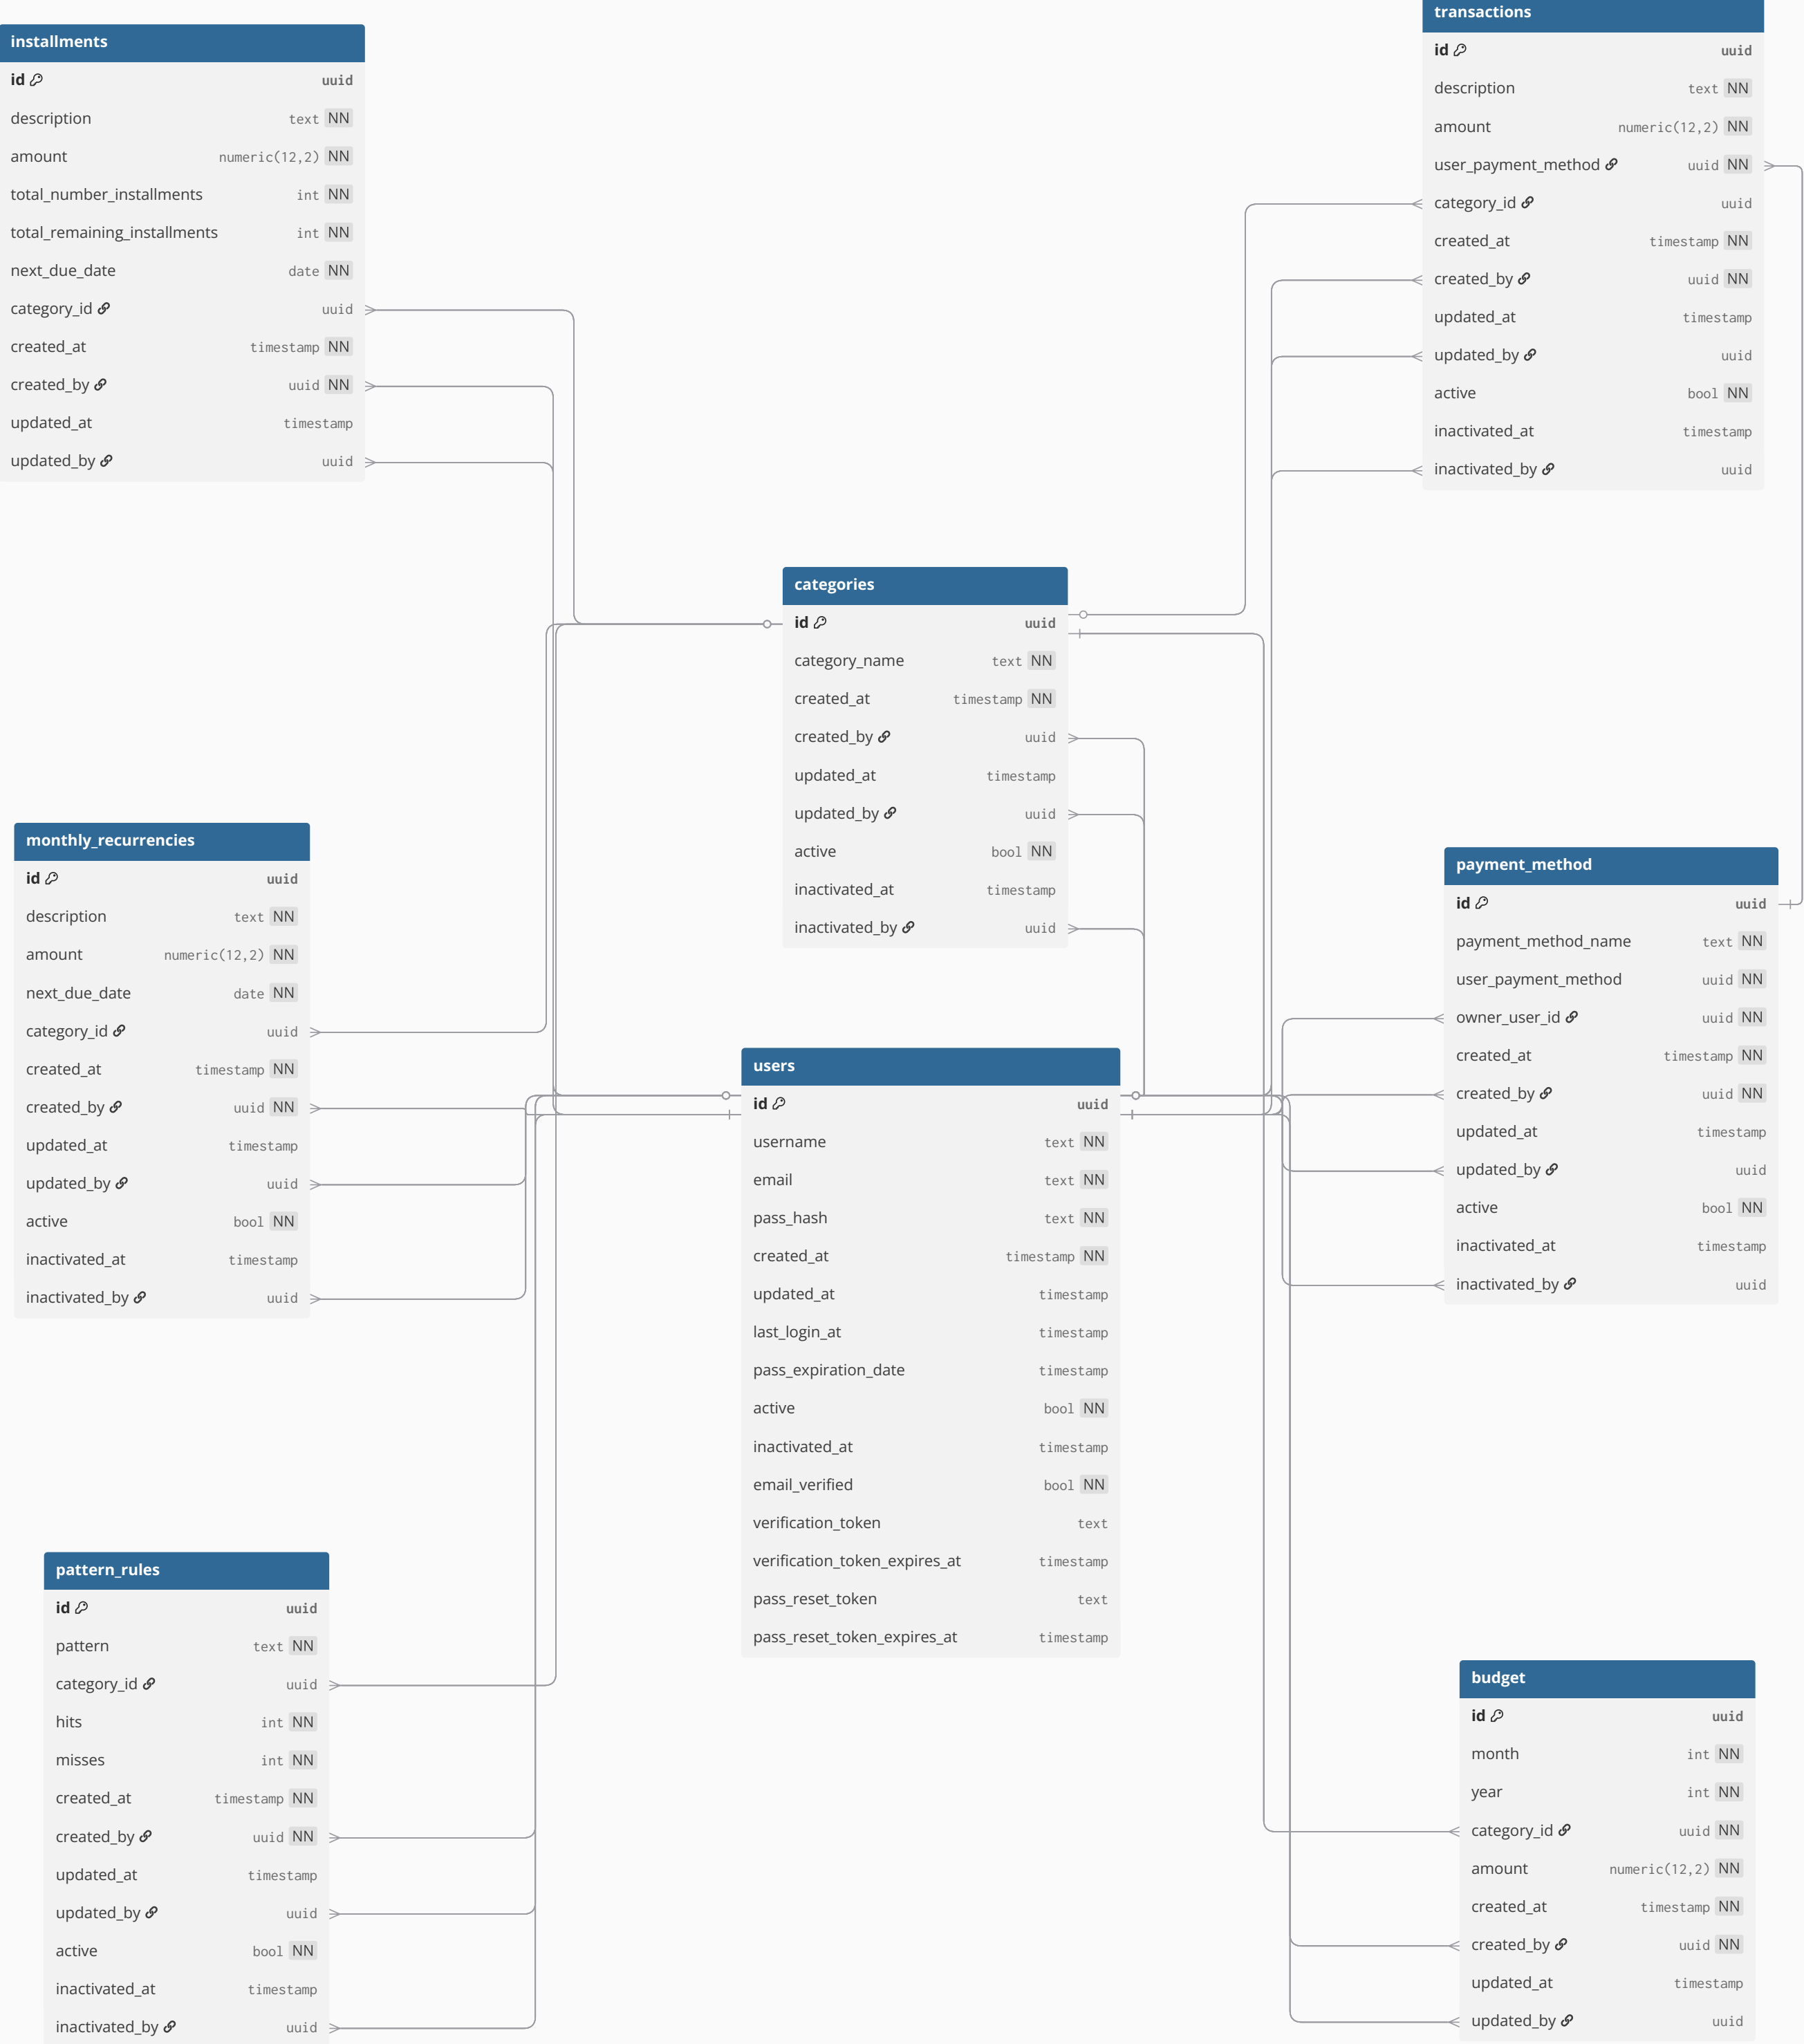 installments
id uuid
description text NN
amount numeric(12,2) NN
total_number_installments int NN
total_remaining_installments int NN
next_due_date date NN
category_id uuid
created_at timestamp NN
created_by uuid NN
updated_at timestamp
updated_by uuid
transactions
id uuid
description text NN
amount numeric(12,2) NN
user_payment_method uuid NN
category_id uuid
created_at timestamp NN
created_by uuid NN
updated_at timestamp
updated_by uuid
active bool NN
inactivated_at timestamp
inactivated_by uuid
categories
id uuid
category_name text NN
created_at timestamp NN
created_by uuid
updated_at timestamp
updated_by uuid
active bool NN
inactivated_at timestamp
inactivated_by uuid
monthly_recurrencies
id uuid
description text NN
amount numeric(12,2) NN
next_due_date date NN
category_id uuid
created_at timestamp NN
created_by uuid NN
updated_at timestamp
updated_by uuid
active bool NN
inactivated_at timestamp
inactivated_by uuid
payment_method
id uuid
payment_method_name text NN
user_payment_method uuid NN
owner_user_id uuid NN
created_at timestamp NN
created_by uuid NN
updated_at timestamp
updated_by uuid
active bool NN
inactivated_at timestamp
inactivated_by uuid
users
id uuid
username text NN
email text NN
pass_hash text NN
created_at timestamp NN
updated_at timestamp
last_login_at timestamp
pass_expiration_date timestamp
active bool NN
inactivated_at timestamp
email_verified bool NN
verification_token text
verification_token_expires_at timestamp
pass_reset_token text
pass_reset_token_expires_at timestamp
pattern_rules
id uuid
pattern text NN
category_id uuid
hits int NN
misses int NN
created_at timestamp NN
created_by uuid NN
updated_at timestamp
updated_by uuid
active bool NN
inactivated_at timestamp
inactivated_by uuid
budget
id uuid
month int NN
year int NN
category_id uuid NN
amount numeric(12,2) NN
created_at timestamp NN
created_by uuid NN
updated_at timestamp
updated_by uuid